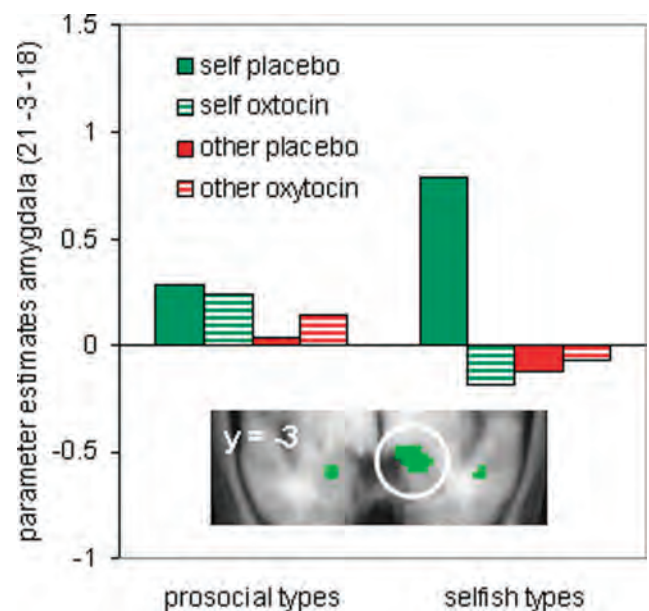 1.5
1
0.5
0
-0.5
-1
parameter estimates amygdala (21 -3 -18)
self placebo
self oxtocin
other placebo
other oxytocin
y = -3
prosocial types
selfish types